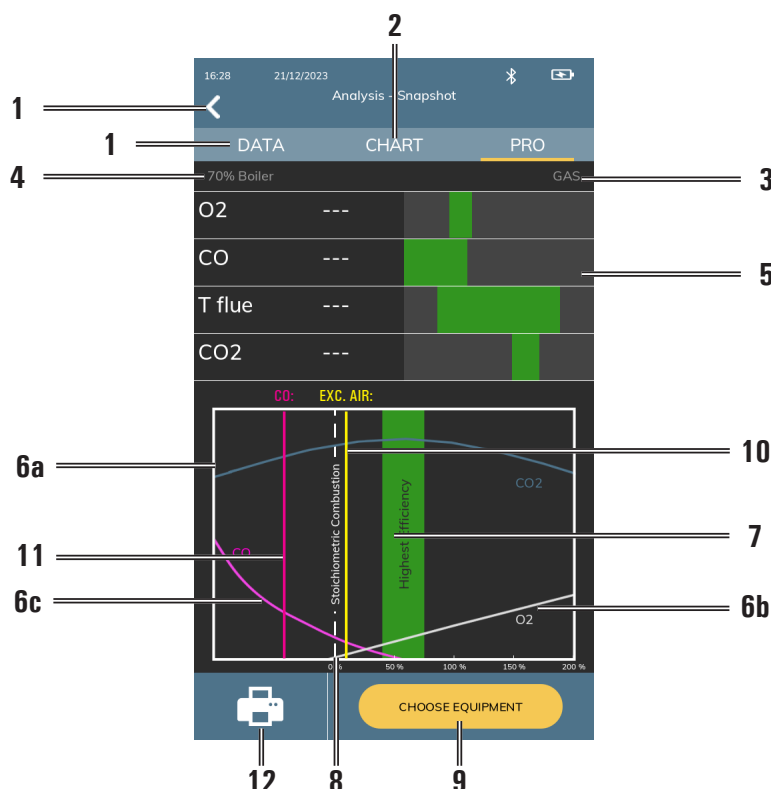 2
16:28 21/12/2023
Analysis - Snapshot
1
1
DATA CHART PRO
4
70% Boiler GAS
3
O2 ---
CO ---
5
T flue ---
CO2 ---
CO: EXC. AIR:
10
6a
CO2
Stoichiometric Combustion
Highest Efficiency
7
11
CO
6c
6b
O2
0 % 50 % 100 % 150 % 200 %
CHOOSE EQUIPMENT
12 8 9